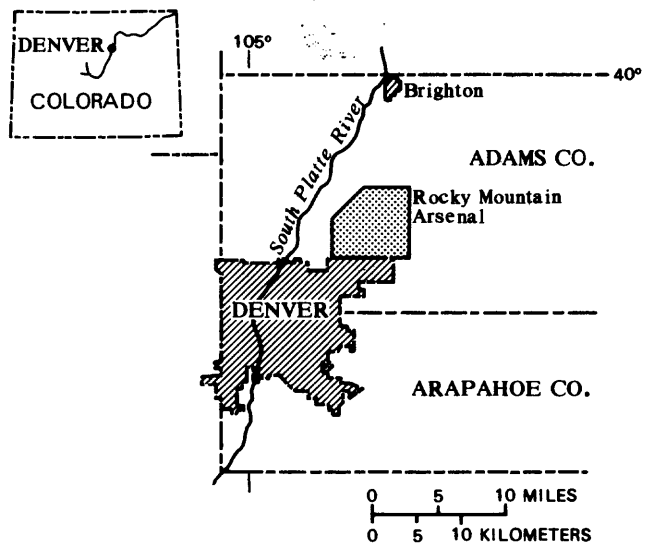 DENVER
COLORADO
105°
40°
Brighton
South Platte River
ADAMS CO.
Rocky Mountain
Arsenal
DENVER
ARAPAHOE CO.
0 5 10 MILES
0 5 10 KILOMETERS